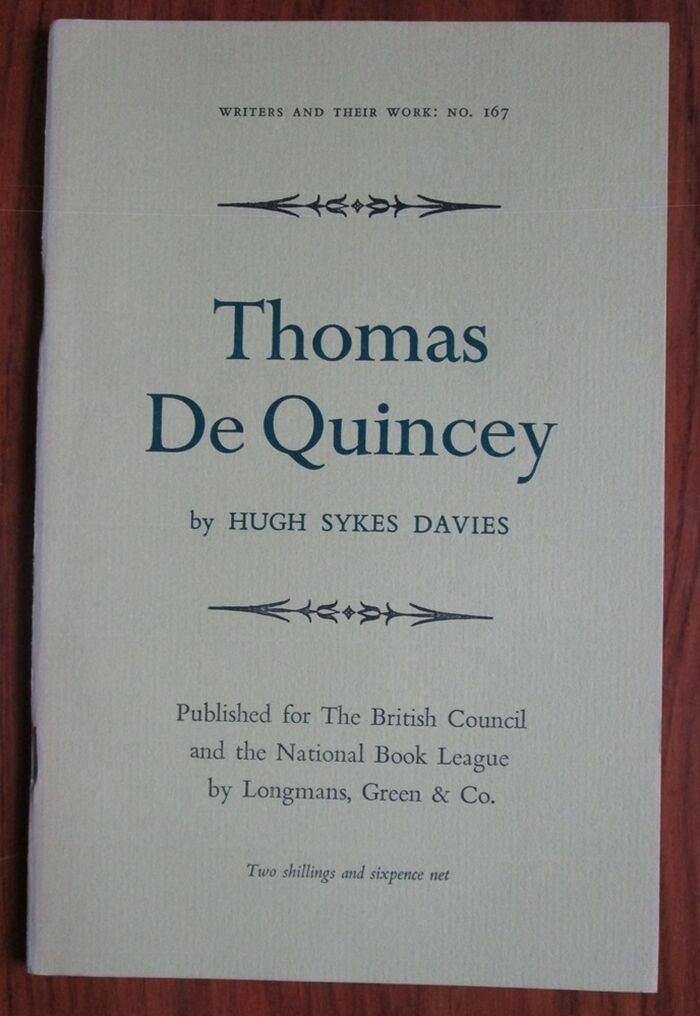 WRITERS AND THEIR WORK: NO. 167
Thomas
De Quincey
by HUGH SYKES DAVIES
Published for The British Council
and the National Book League
by Longmans, Green & Co.
Two shillings and sixpence net